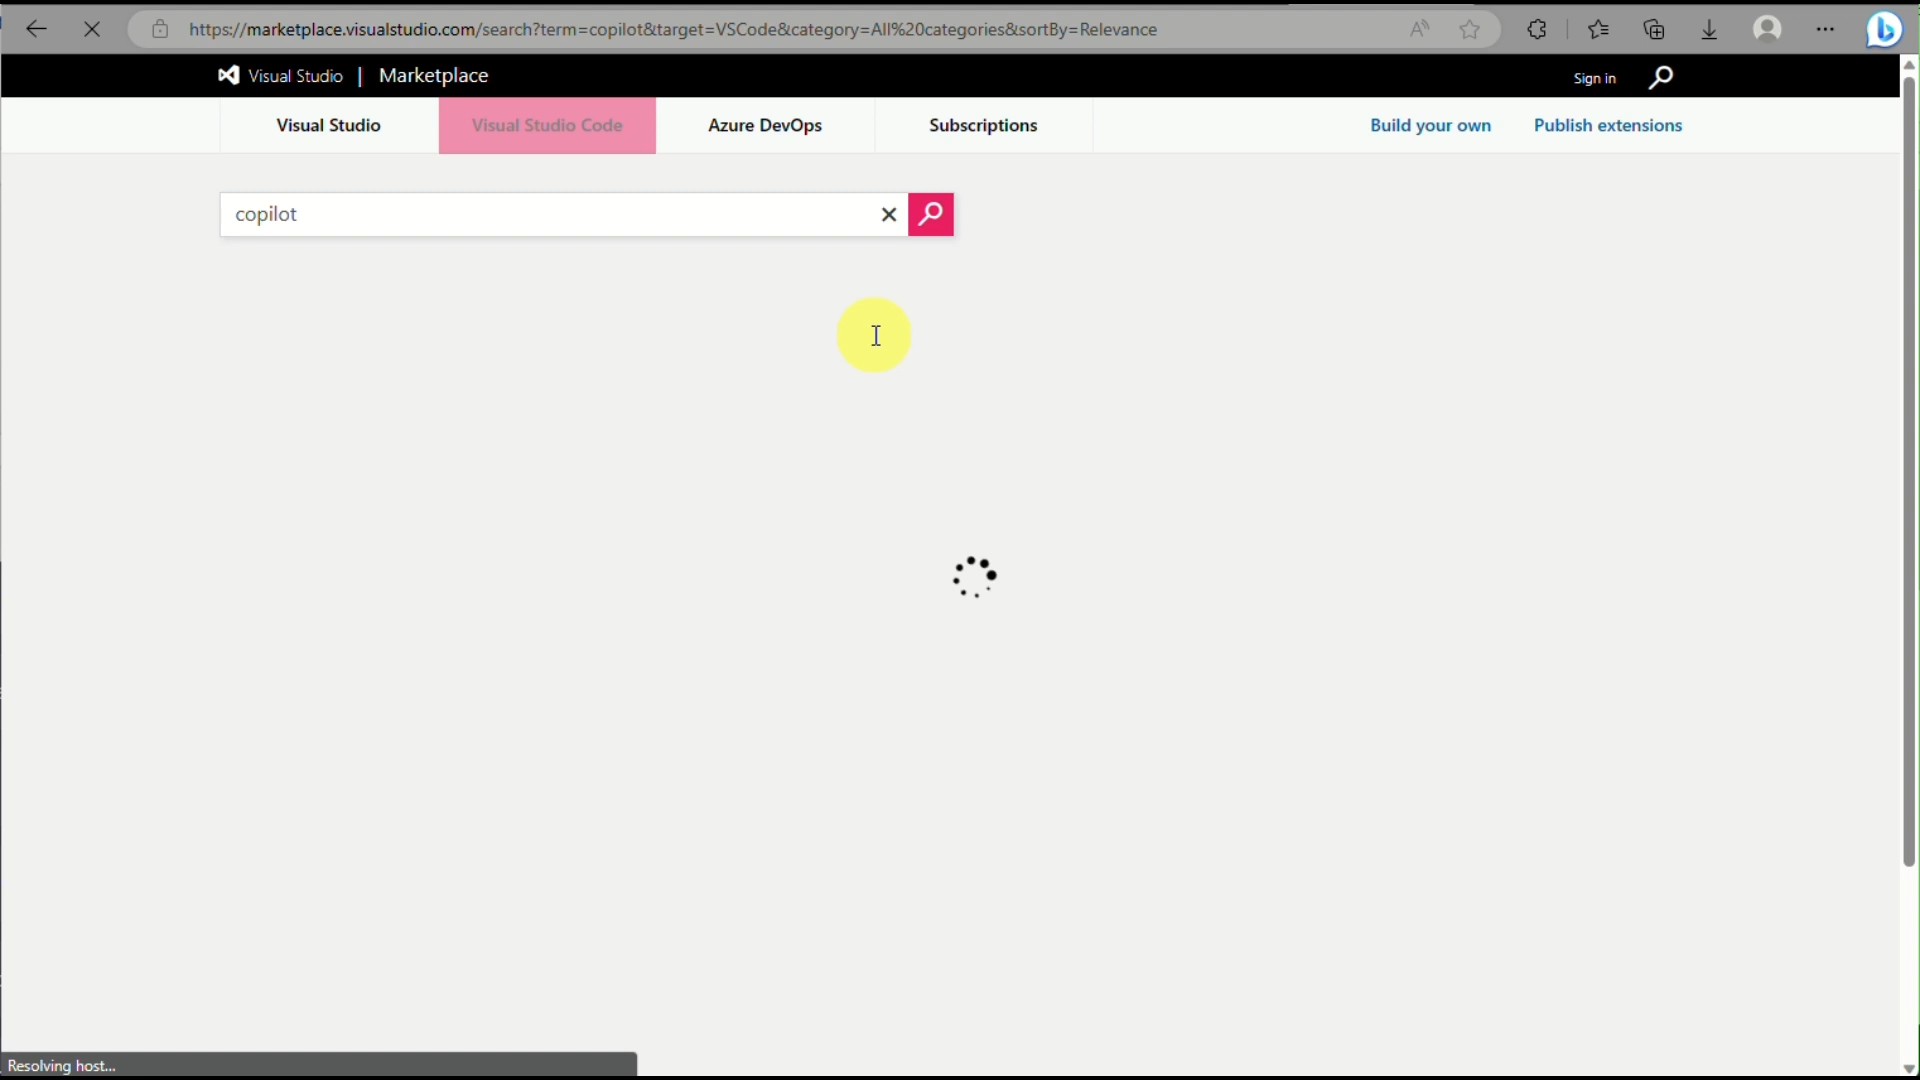 https://marketplace.visualstudio.com/search?term=copilot&target=VSCode&category=All%20categories&sortBy=Relevance
Visual Studio | Marketplace
Sign in
Visual Studio
Visual Studio Code
Azure DevOps
Subscriptions
Build your own
Publish extensions
copilot
Resolving host...